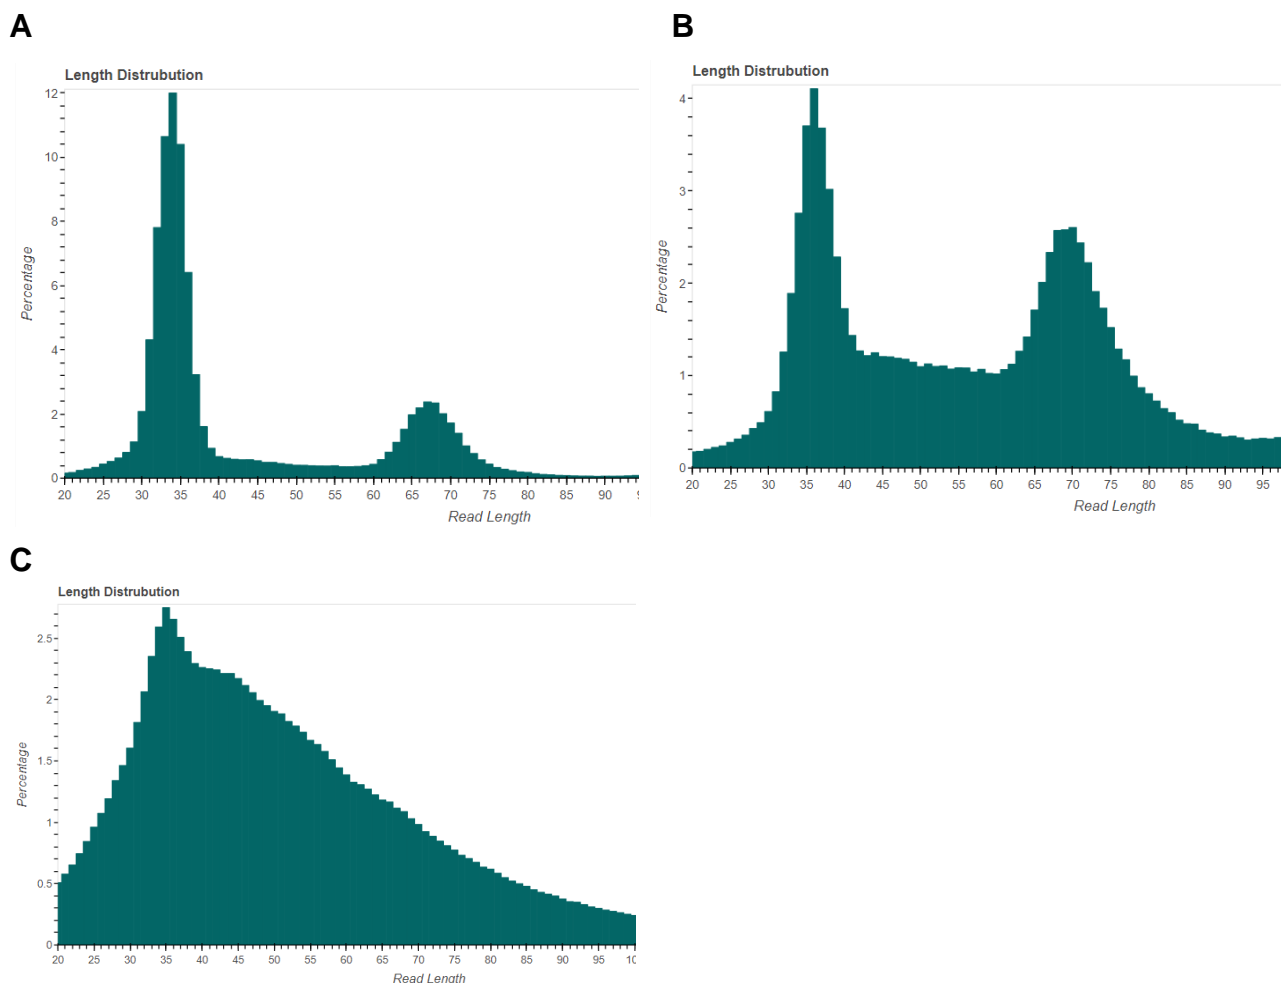 A
Length Distrubution
12
10
8
6
4
2
0
20 25 30 35 40 45 50 55 60 65 70 75 80 85 90
Percentage
Read Length
B
Length Distrubution
4
3
2
1
0
20 25 30 35 40 45 50 55 60 65 70 75 80 85 90 95
Percentage
Read Length
C
Length Distrubution
2.5
2
1.5
1
0.5
0
20 25 30 35 40 45 50 55 60 65 70 75 80 85 90 95 10
Percentage
Read Length